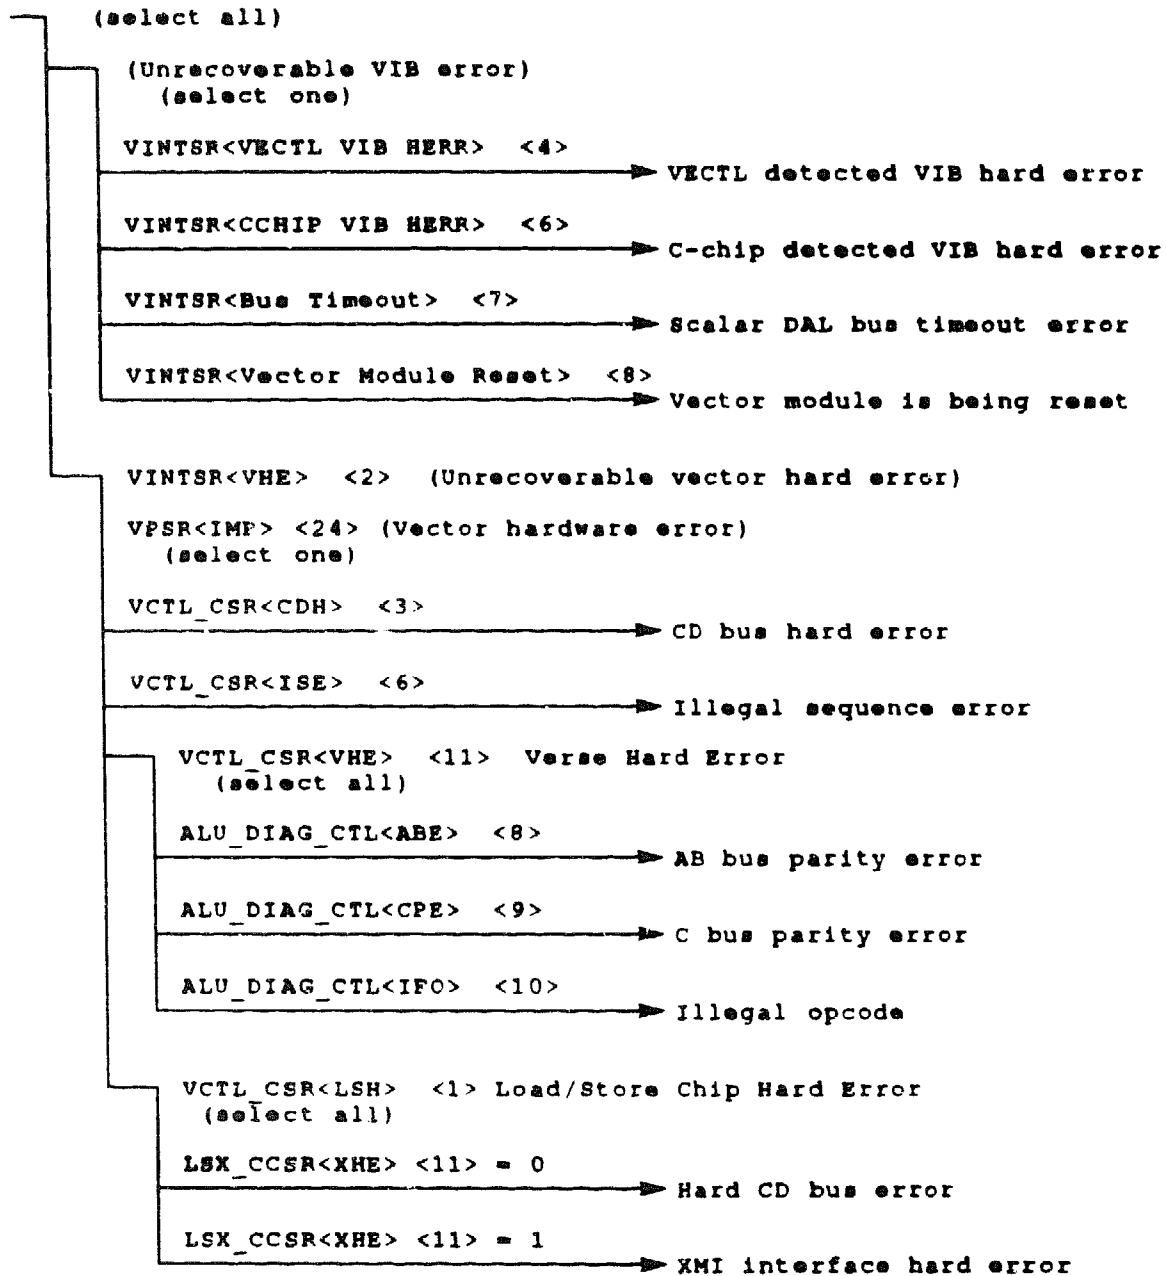 (select all)
(Unrecoverable VIB error)
(select one)
VINTSR<VECTL VIB HERR> <4>
VECTL detected VIB hard error
VINTSR<CCHIP VIB HERR> <6>
C-chip detected VIB hard error
VINTSR<Bus Timeout> <7>
Scalar DAL bus timeout error
VINTSR<Vector Module Reset> <8>
Vector module is being reset
VINTSR<VHE> <2> (Unrecoverable vector hard error)
VPSR<IMP> <24> (Vector hardware error)
(select one)
VCTL_CSR<CDH> <3>
CD bus hard error
VCTL_CSR<ISE> <6>
Illegal sequence error
VCTL_CSR<VHE> <11> Verse Hard Error
(select all)
ALU_DIAG_CTL<ABE> <8>
AB bus parity error
ALU_DIAG_CTL<CPE> <9>
C bus parity error
ALU_DIAG_CTL<IFO> <10>
Illegal opcode
VCTL_CSR<LSH> <1> Load/Store Chip Hard Error
(select all)
LSX_CCSR<XHE> <11> = 0
Hard CD bus error
LSX_CCSR<XHE> <11> = 1
XMI interface hard error